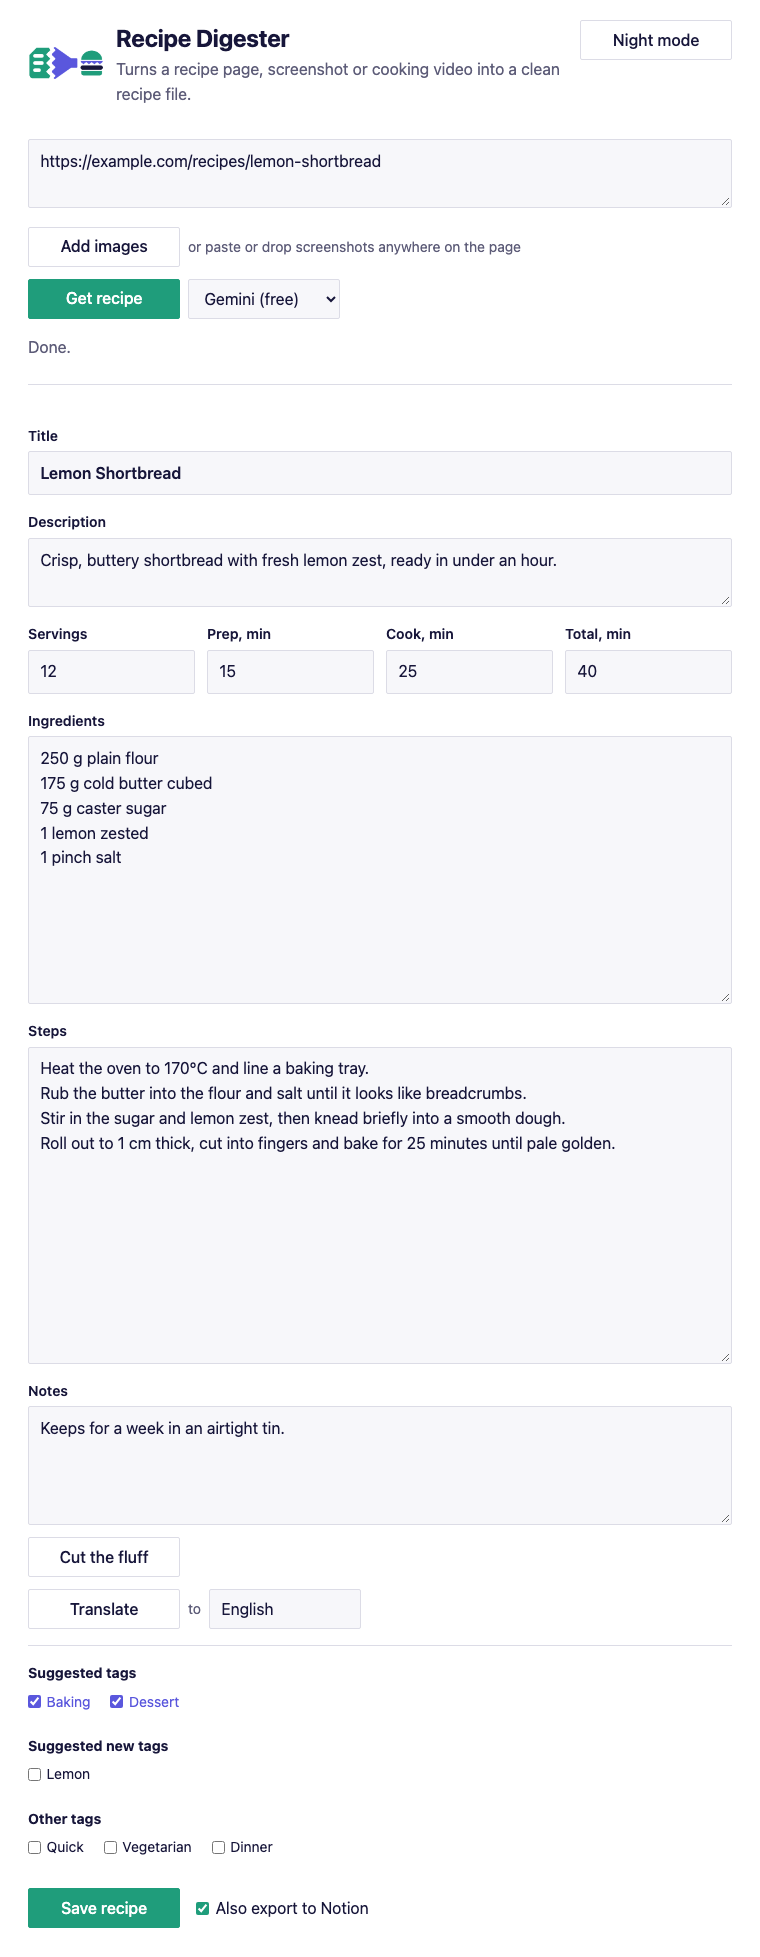 Recipe Digester
Night mode
Turns a recipe page, screenshot or cooking video into a clean
recipe file.
https://example.com/recipes/lemon-shortbread
Add images
or paste or drop screenshots anywhere on the page
Get recipe
Gemini (free)
Done.
Title
Lemon Shortbread
Description
Crisp, buttery shortbread with fresh lemon zest, ready in under an hour.
Servings Prep, min Cook, min Total, min
12 15 25 40
Ingredients
250 g plain flour
175 g cold butter cubed
75 g caster sugar
1 lemon zested
1 pinch salt
Steps
Heat the oven to 170°C and line a baking tray.
Rub the butter into the flour and salt until it looks like breadcrumbs.
Stir in the sugar and lemon zest, then knead briefly into a smooth dough.
Roll out to 1 cm thick, cut into fingers and bake for 25 minutes until pale golden.
Notes
Keeps for a week in an airtight tin.
Cut the fluff
Translate to English
Suggested tags
Baking Dessert
Suggested new tags
Lemon
Other tags
Quick Vegetarian Dinner
Save recipe Also export to Notion